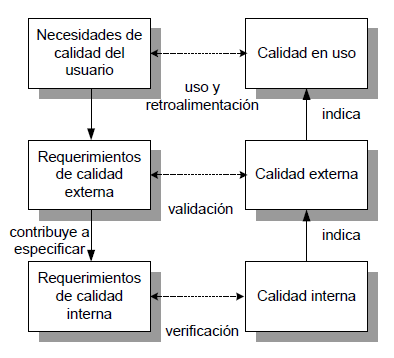 Necesidades de
calidad del
usuario
Calidad en uso
uso y
retroalimentación
indica
Requerimientos
de calidad
externa
Calidad externa
validación
contribuye a
especificar
indica
Requerimientos
de calidad
interna
Calidad interna
verificación